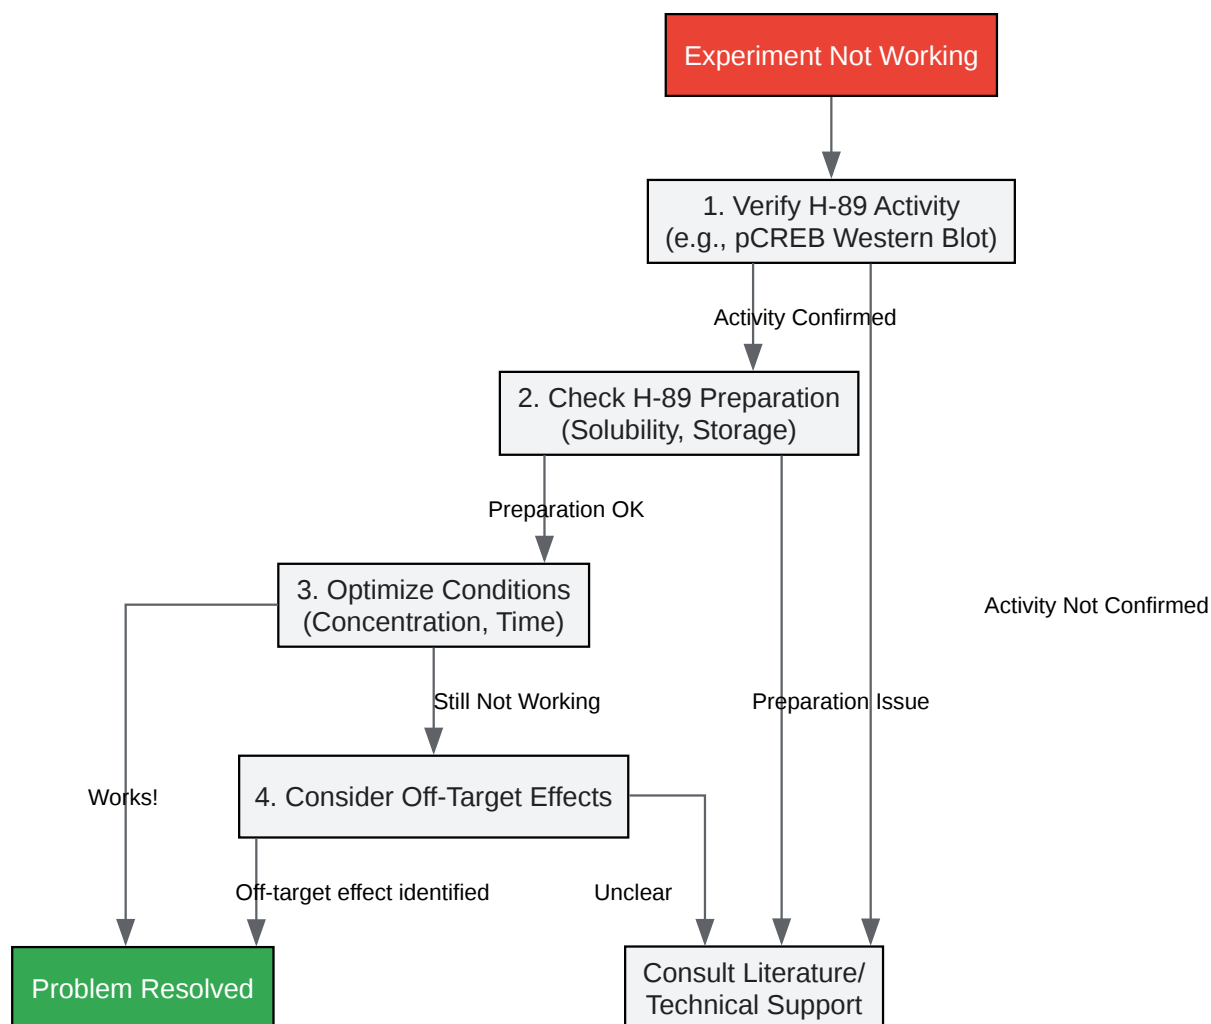 Experiment Not Working
1. Verify H-89 Activity
(e.g., pCREB Western Blot)
Activity Confirmed
2. Check H-89 Preparation
(Solubility, Storage)
Preparation OK
3. Optimize Conditions
(Concentration, Time)
Activity Not Confirmed
Still Not Working
Preparation Issue
Works!
4. Consider Off-Target Effects
Off-target effect identified
Unclear
Problem Resolved
Consult Literature/
Technical Support